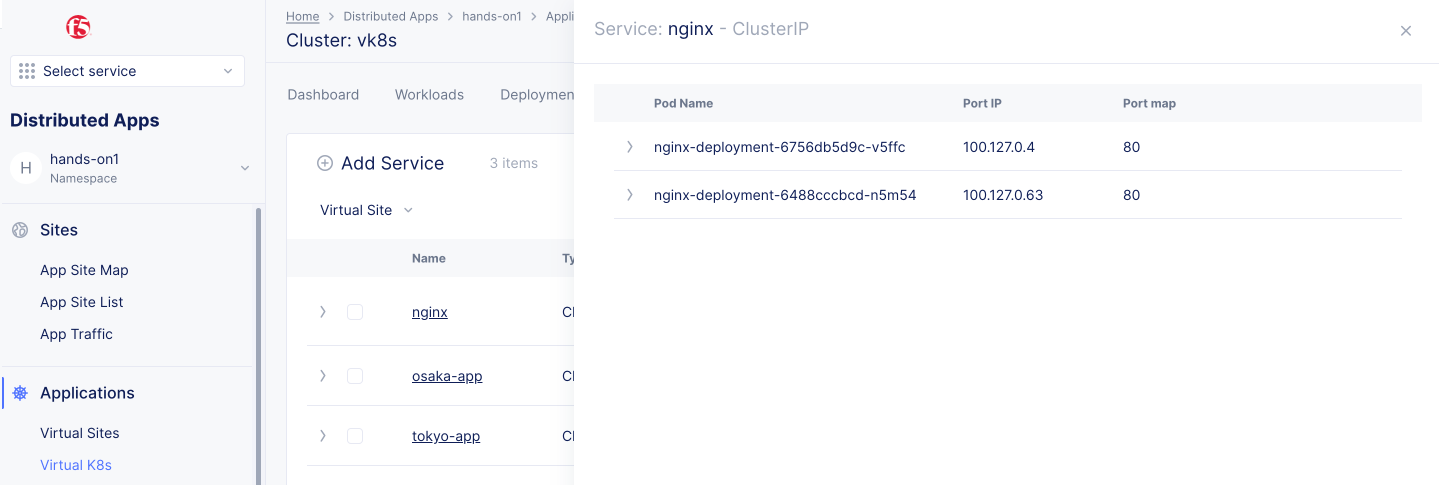 f5
Select service
Distributed Apps
H
hands-on1
Namespace
Sites
App Site Map
App Site List
App Traffic
Applications
Virtual Sites
Virtual K8s
Home > Distributed Apps > hands-on1 > Appli
Cluster: vk8s
Dashboard Workloads Deploymen
Add Service 3 items
Virtual Site
Name Ty
nginx Cl
osaka-app Cl
tokyo-app Cl
Service: nginx - ClusterIP
Pod Name Port IP Port map
nginx-deployment-6756db5d9c-v5ffc 100.127.0.4 80
nginx-deployment-6488cccbcd-n5m54 100.127.0.63 80